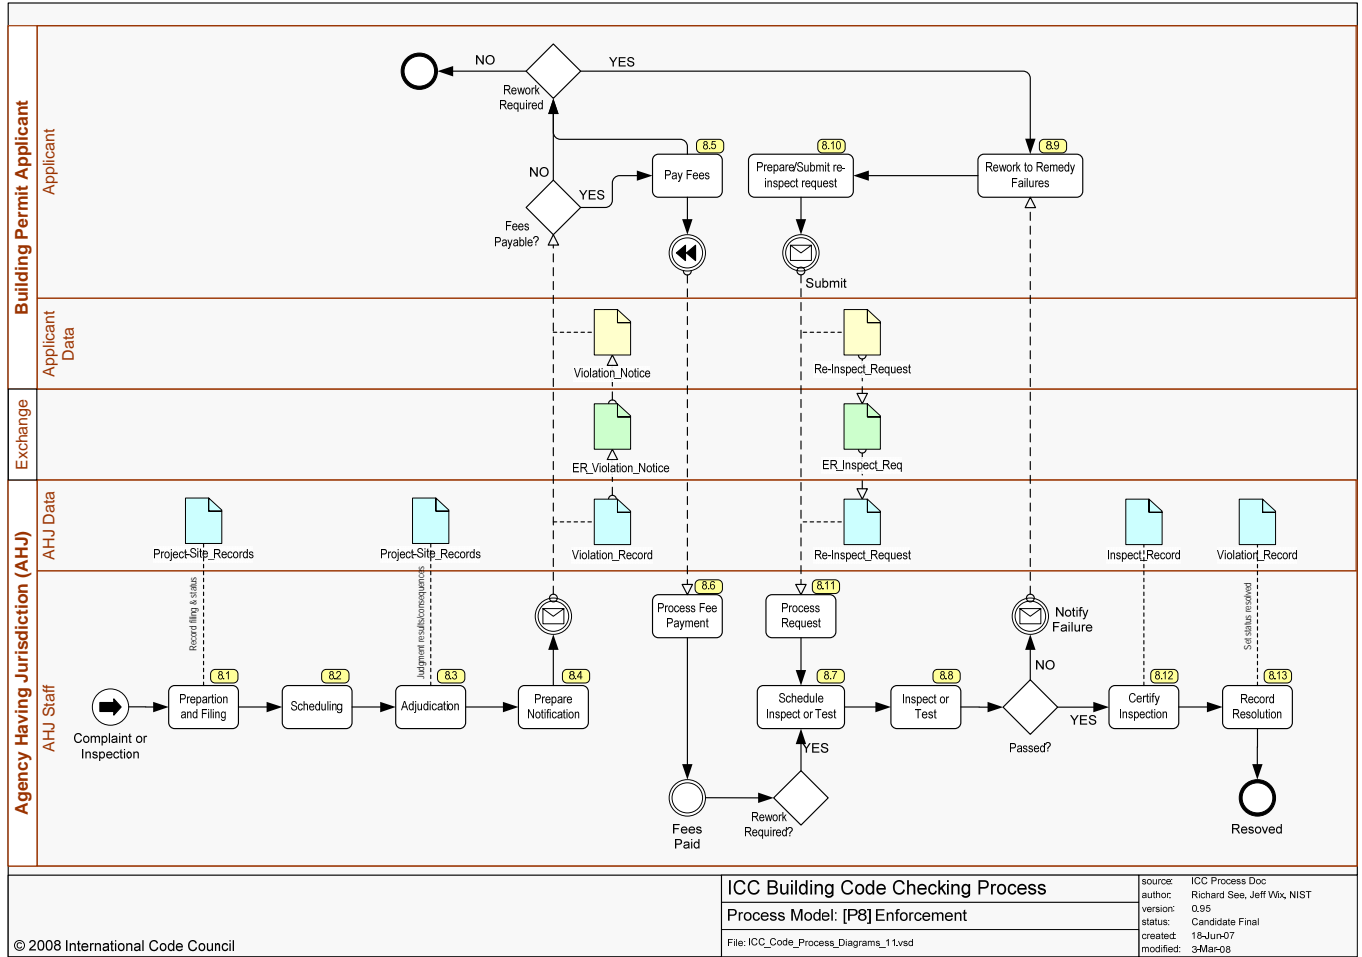 Building Permit Applicant
Applicant
NO
YES
Rework
Required
8.5
Pay Fees
8.10
Prepare/Submit re-
inspect request
8.9
Rework to Remedy
Failures
NO
YES
Fees
Payable?
Submit
Applicant
Data
Violation_Notice
Re-Inspect_Request
Exchange
ER_Violation_Notice
ER_Inspect_Req
Agency Having Jurisdiction (AHJ)
AHJ Data
Project-Site_Records
Project-Site_Records
Violation_Record
Re-Inspect_Request
Inspect_Record
Violation_Record
Record filing & status
Judgment results/consequences
Set status resolved
AHJ Staff
8.6
Process Fee
Payment
8.11
Process
Request
Notify
Failure
NO
Complaint or
Inspection
8.1
Prepartion
and Filing
8.2
Scheduling
8.3
Adjudication
8.4
Prepare
Notification
8.7
Schedule
Inspect or Test
8.8
Inspect or
Test
Passed?
YES
8.12
Certify
Inspection
8.13
Record
Resolution
YES
Fees
Paid
Rework
Required?
Resoved
© 2008 International Code Council
ICC Building Code Checking Process
Process Model: [P8] Enforcement
File: ICC_Code_Process_Diagrams_11.vsd
source: ICC Process Doc
author: Richard See, Jeff Wix, NIST
version: 0.95
status: Candidate Final
created: 18-Jun-07
modified: 3-Mar-08